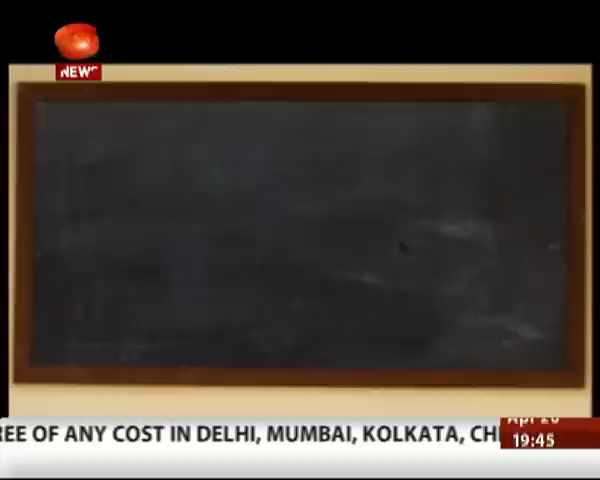 NEWS
REE OF ANY COST IN DELHI, MUMBAI, KOLKATA, CH
Apr 20
19:45